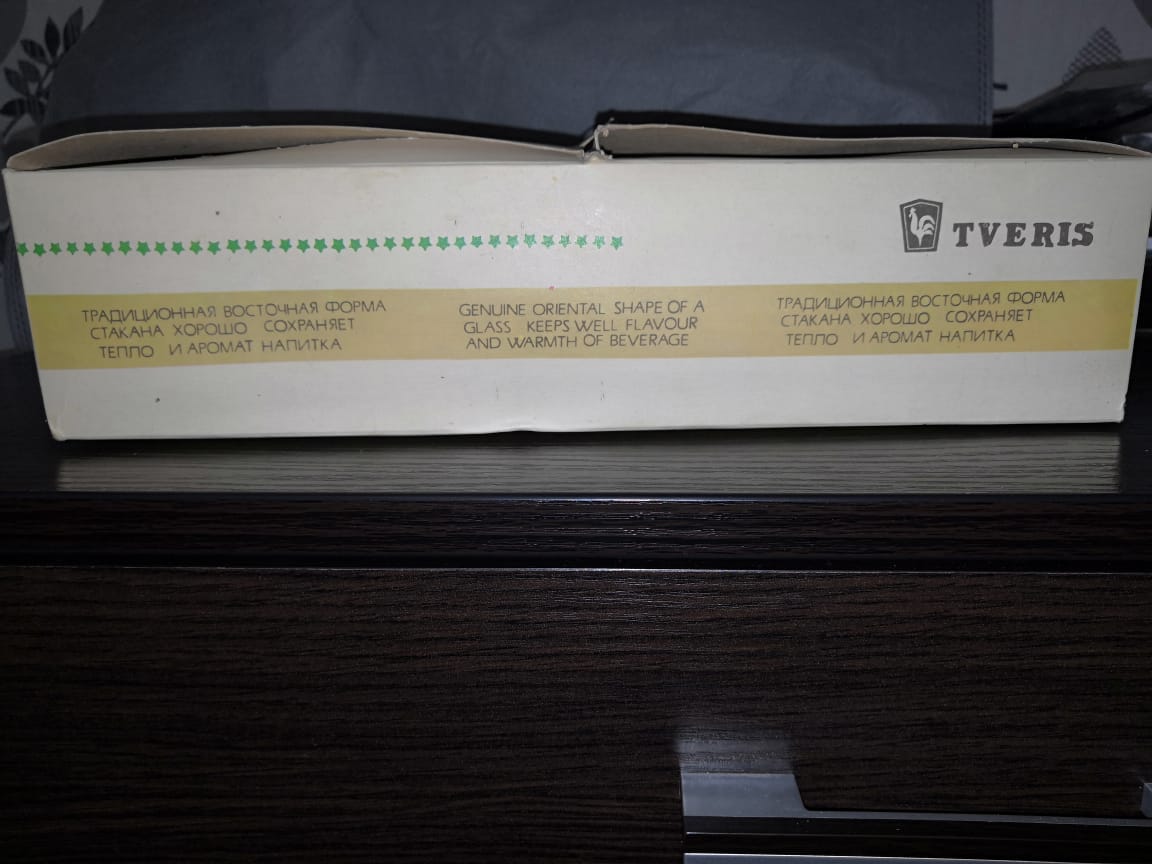 TVERIS
ТРАДИЦИОННАЯ ВОСТОЧНАЯ ФОРМА
СТАКАНА ХОРОШО СОХРАНЯЕТ
ТЕПЛО И АРОМАТ НАПИТКА
GENUINE ORIENTAL SHAPE OF A
GLASS KEEPS WELL FLAVOUR
AND WARMTH OF BEVERAGE
ТРАДИЦИОННАЯ ВОСТОЧНАЯ ФОРМА
СТАКАНА ХОРОШО СОХРАНЯЕТ
ТЕПЛО И АРОМАТ НАПИТКА